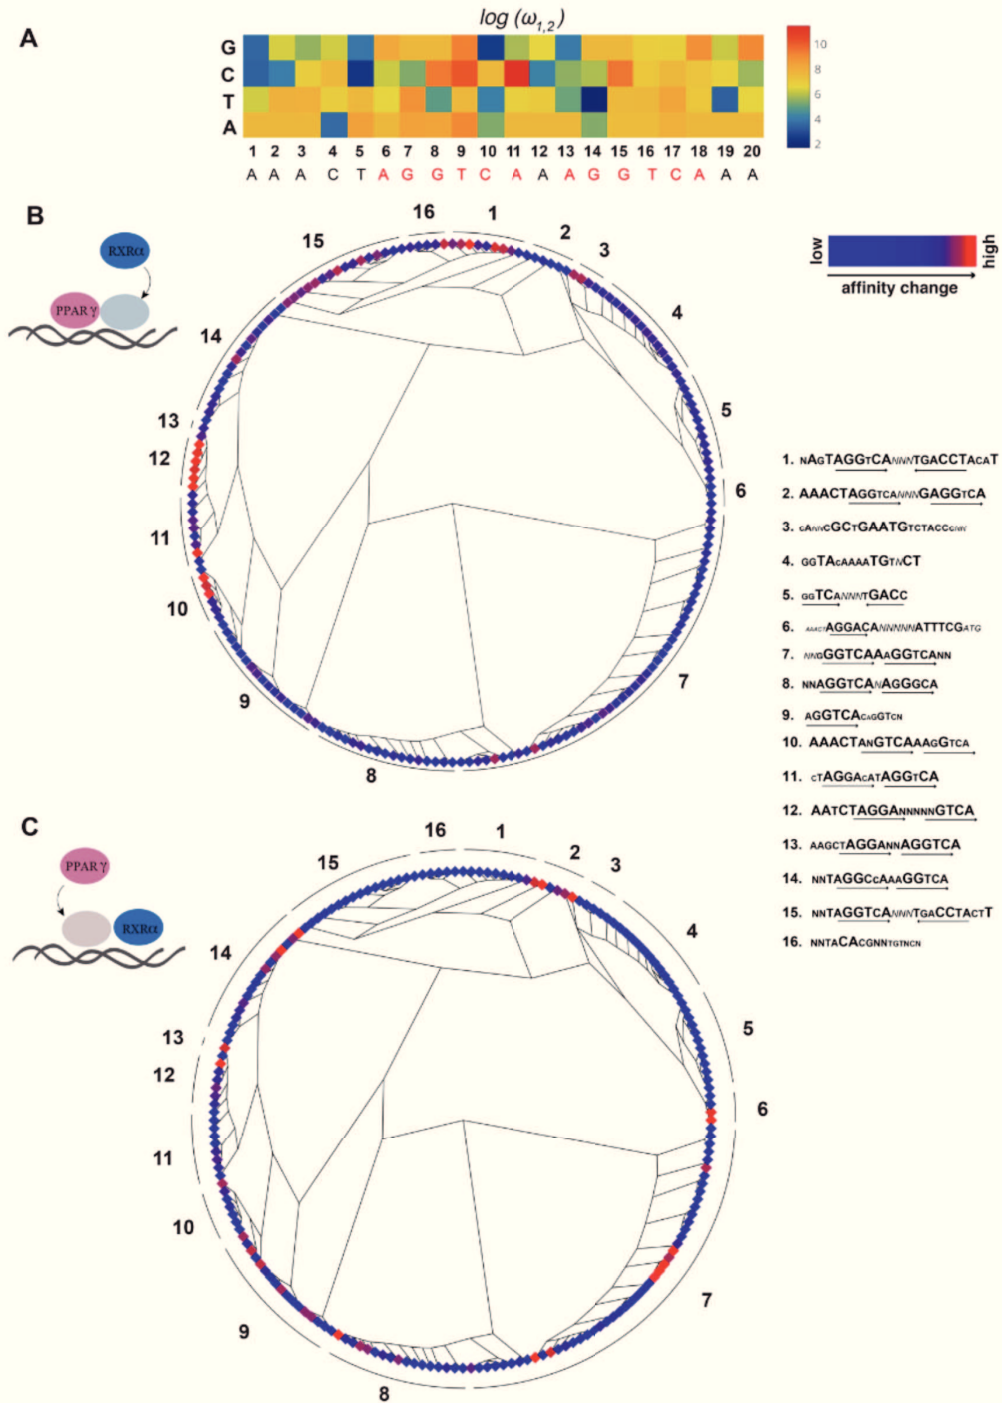 A
log (ω1,2)
G
C
T
A
10
8
6
4
2
1 2 3 4 5 6 7 8 9 10 11 12 13 14 15 16 17 18 19 20
A A A C T A G G T C A A A G G T C A A A
B
RXRα
PPAR γ
low
high
affinity change
16
1
2
3
4
5
6
7
8
9
10
11
12
13
14
15
1. NAGTAGGTCANNNTGACCTACAT
2. AAACTAGGTCANNNGAGGTCA
3. CANNCGCTGAATGTCTACCGNN
4. GGTACAAAATGTNCT
5. GGTCANNNTGACC
6. AAACTAGGACANNNNNATTTCGATG
7. NNGGGTCAAAGGTCANN
8. NNAGGTCANAGGGCA
9. AGGTCACAGGTCN
10. AAACTANGTCAAAGGTCA
11. CTAGGACATAGGTCA
12. AATCTAGGANNNNNGTCA
13. AAGCTAGGANNAGGTCA
14. NNTAGGCCAAAGGTCA
15. NNTAGGTCANNNTGACCTACTT
16. NNTACACGNNTGTNCN
C
PPAR γ
RXRα
16
1
2
3
4
5
6
7
8
9
10
11
12
13
14
15